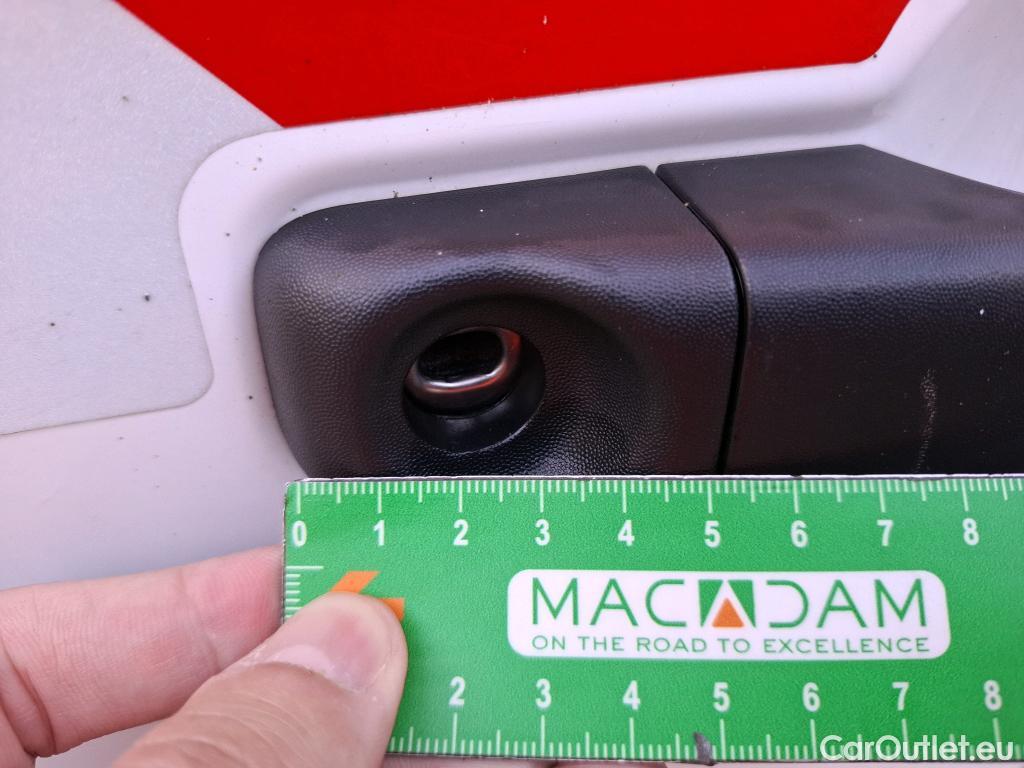 0 1 2 3 4 5 6 7 8
MACADAM
ON THE ROAD TO EXCELLENCE
2 3 4 5 6 7 8
CarOutlet.eu